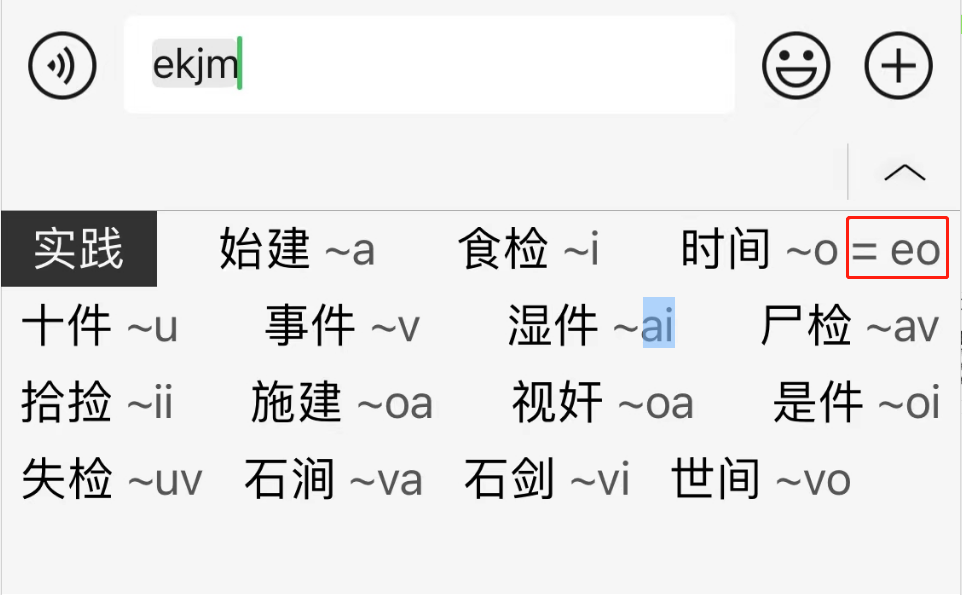 ekjm
实践 始建 ~a 食检 ~i 时间 ~o = eo
十件 ~u 事件 ~v 湿件 ~ai 尸检 ~av
拾捡 ~ii 施建 ~oa 视奸 ~oa 是件 ~oi
失检 ~uv 石涧 ~va 石剑 ~vi 世间 ~vo